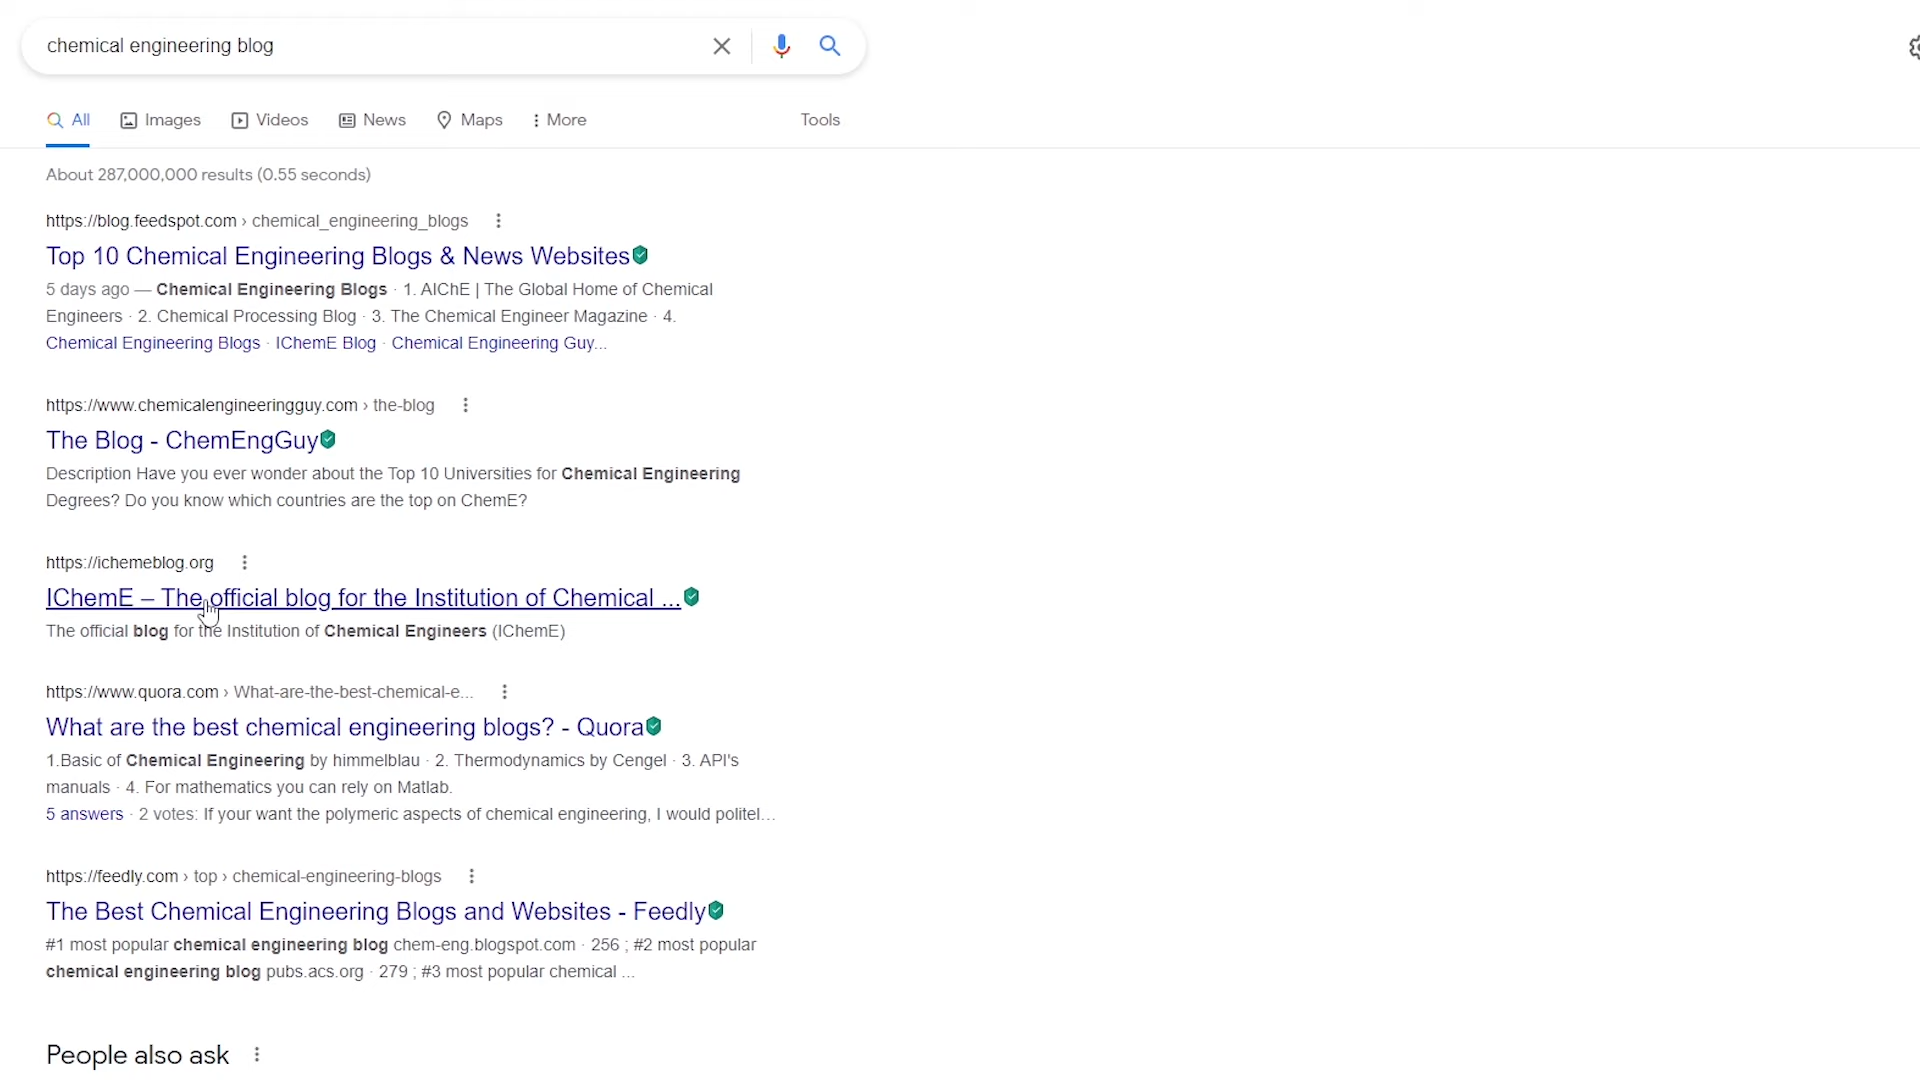 chemical engineering blog
All Images Videos News Maps More Tools
About 287,000,000 results (0.55 seconds)
https://blog.feedspot.com › chemical_engineering_blogs
Top 10 Chemical Engineering Blogs & News Websites
5 days ago — Chemical Engineering Blogs · 1. AIChE | The Global Home of Chemical
Engineers · 2. Chemical Processing Blog · 3. The Chemical Engineer Magazine · 4.
Chemical Engineering Blogs · IChemE Blog · Chemical Engineering Guy...
https://www.chemicalengineeringguy.com › the-blog
The Blog - ChemEngGuy
Description Have you ever wonder about the Top 10 Universities for Chemical Engineering
Degrees? Do you know which countries are the top on ChemE?
https://ichemeblog.org
IChemE – The official blog for the Institution of Chemical ...
The official blog for the Institution of Chemical Engineers (IChemE)
https://www.quora.com › What-are-the-best-chemical-e...
What are the best chemical engineering blogs? - Quora
1.Basic of Chemical Engineering by himmelblau · 2. Thermodynamics by Cengel · 3. API's
manuals · 4. For mathematics you can rely on Matlab.
5 answers · 2 votes: If your want the polymeric aspects of chemical engineering, I would politel...
https://feedly.com › top › chemical-engineering-blogs
The Best Chemical Engineering Blogs and Websites - Feedly
#1 most popular chemical engineering blog chem-eng.blogspot.com · 256 ; #2 most popular
chemical engineering blog pubs.acs.org · 279 ; #3 most popular chemical ...
People also ask